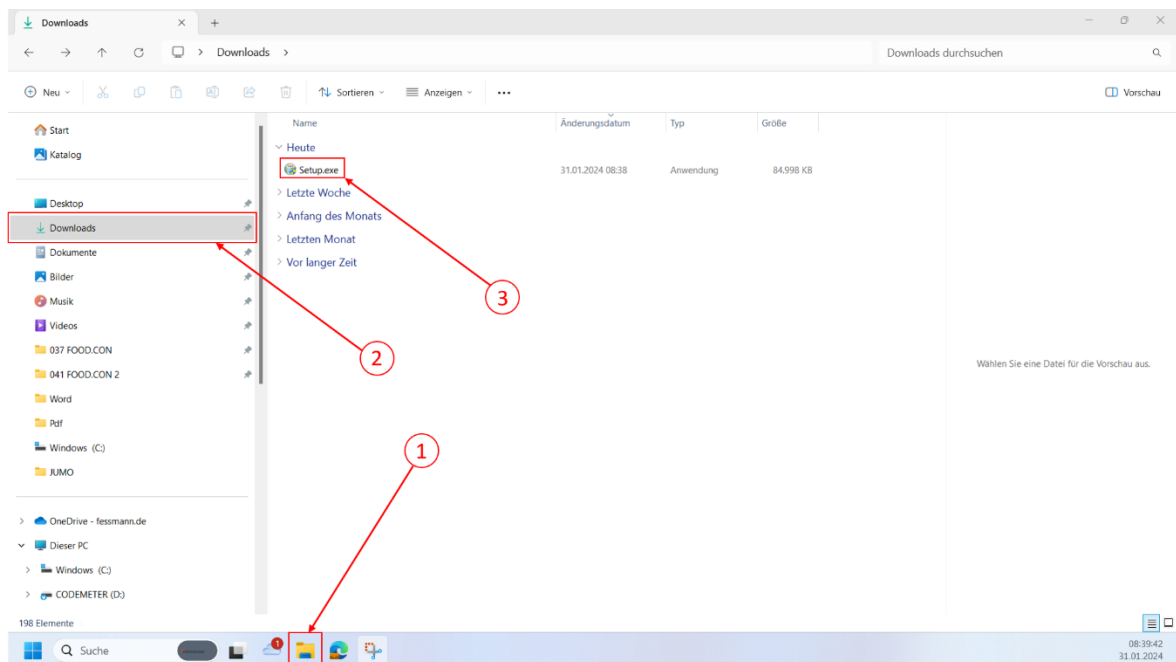 Downloads
Downloads
Downloads durchsuchen
Neu
Sortieren
Anzeigen
Vorschau
Name Änderungsdatum Typ Größe
Start
Katalog
Desktop
Downloads
Dokumente
Bilder
Musik
Videos
037 FOOD.CON
041 FOOD.CON 2
Word
Pdf
Windows (C:)
JUMO
OneDrive - fessmann.de
Dieser PC
Windows (C:)
CODEMETER (D:)
Heute
Setup.exe 31.01.2024 08:38 Anwendung 84.998 KB
Letzte Woche
Anfang des Monats
Letzten Monat
Vor langer Zeit
3
2
1
Wählen Sie eine Datei für die Vorschau aus.
198 Elemente
Suche
1
08:39:42
31.01.2024